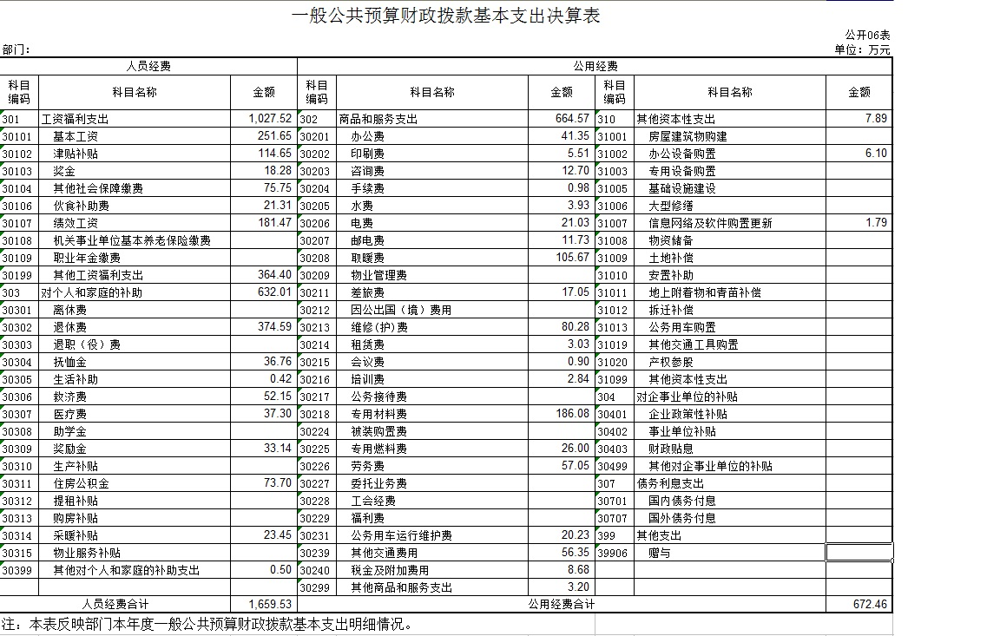 一般公共预算财政拨款基本支出决算表
公开06表
部门： 单位：万元
人员经费 公用经费
科目编码 科目名称 金额 科目编码 科目名称 金额 科目编码 科目名称 金额
301 工资福利支出 1,027.52 302 商品和服务支出 664.57 310 其他资本性支出 7.89
30101 基本工资 251.65 30201 办公费 41.35 31001 房屋建筑物购建
30102 津贴补贴 114.65 30202 印刷费 5.51 31002 办公设备购置 6.10
30103 奖金 18.28 30203 咨询费 12.70 31003 专用设备购置
30104 其他社会保障缴费 75.75 30204 手续费 0.98 31005 基础设施建设
30106 伙食补助费 21.31 30205 水费 3.93 31006 大型修缮
30107 绩效工资 181.47 30206 电费 21.03 31007 信息网络及软件购置更新 1.79
30108 机关事业单位基本养老保险缴费 30207 邮电费 11.73 31008 物资储备
30109 职业年金缴费 30208 取暖费 105.67 31009 土地补偿
30199 其他工资福利支出 364.40 30209 物业管理费 31010 安置补助
303 对个人和家庭的补助 632.01 30211 差旅费 17.05 31011 地上附着物和青苗补偿
30301 离休费 30212 因公出国（境）费用 31012 拆迁补偿
30302 退休费 374.59 30213 维修(护)费 80.28 31013 公务用车购置
30303 退职（役）费 30214 租赁费 3.03 31019 其他交通工具购置
30304 抚恤金 36.76 30215 会议费 0.90 31020 产权参股
30305 生活补助 0.42 30216 培训费 2.84 31099 其他资本性支出
30306 救济费 52.15 30217 公务接待费 304 对企事业单位的补贴
30307 医疗费 37.30 30218 专用材料费 186.08 30401 企业政策性补贴
30308 助学金 30224 被装购置费 30402 事业单位补贴
30309 奖励金 33.14 30225 专用燃料费 26.00 30403 财政贴息
30310 生产补贴 30226 劳务费 57.05 30499 其他对企事业单位的补贴
30311 住房公积金 73.70 30227 委托业务费 307 债务利息支出
30312 提租补贴 30228 工会经费 30701 国内债务付息
30313 购房补贴 30229 福利费 30707 国外债务付息
30314 采暖补贴 23.45 30231 公务用车运行维护费 20.23 399 其他支出
30315 物业服务补贴 30239 其他交通费用 56.35 39906 赠与
30399 其他对个人和家庭的补助支出 0.50 30240 税金及附加费用 8.68
30299 其他商品和服务支出 3.20
人员经费合计 1,659.53 公用经费合计 672.46
注：本表反映部门本年度一般公共预算财政拨款基本支出明细情况。